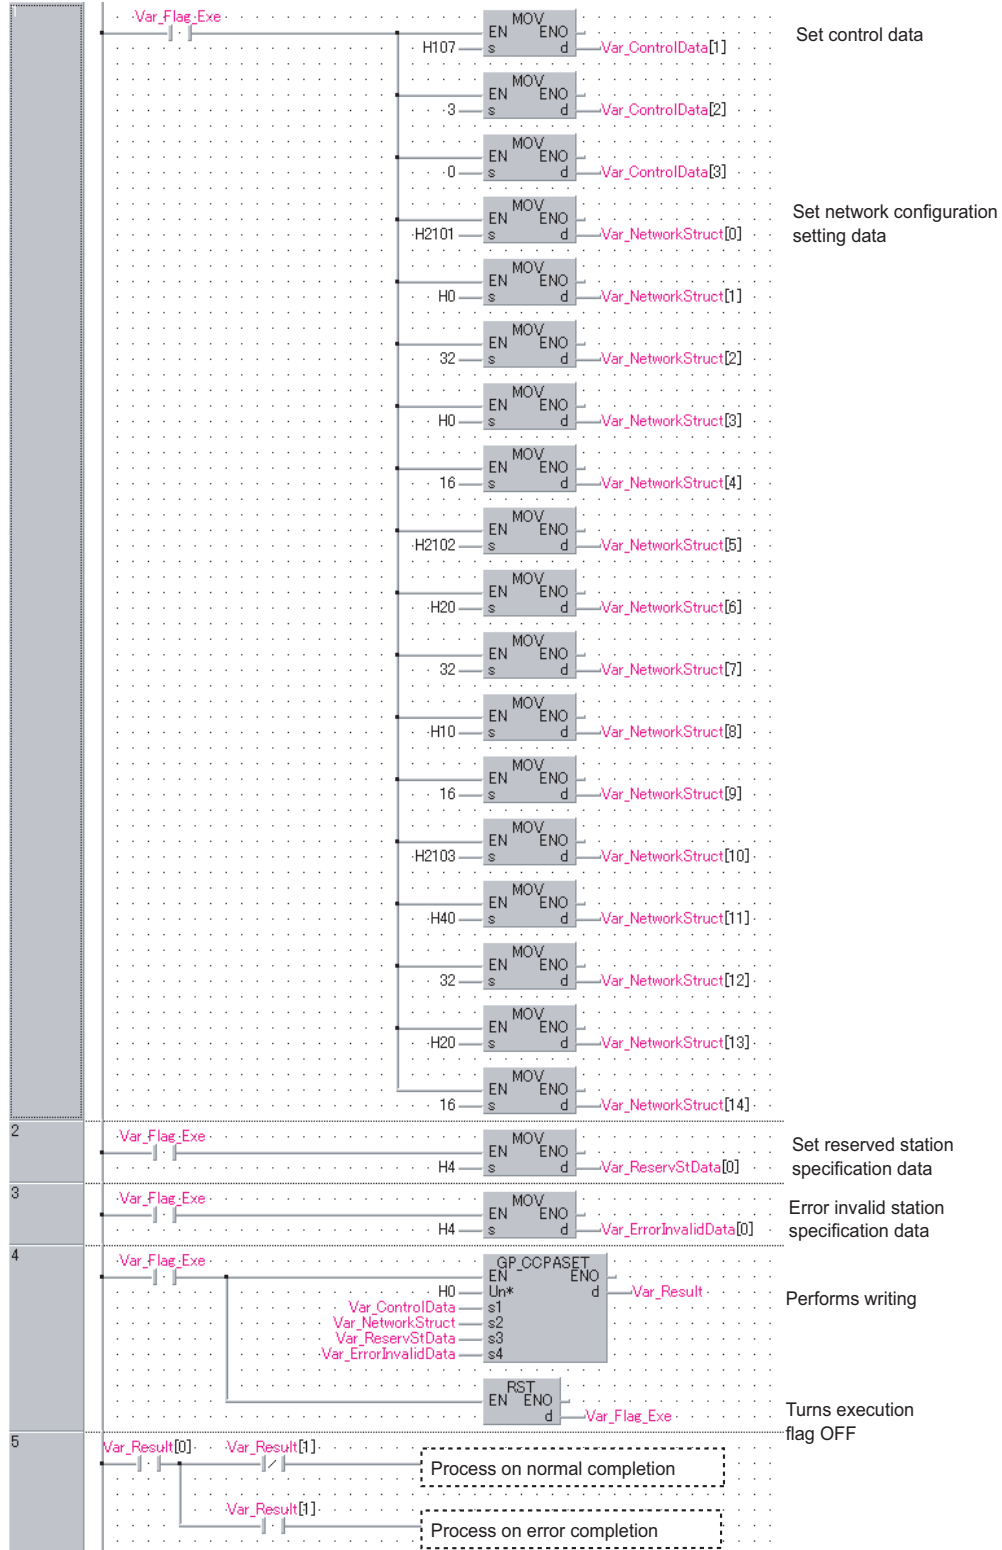 1
Var_Flag_Exe
MOV
EN ENO
H107 s d Var_ControlData[1]
Set control data
MOV
EN ENO
3 s d Var_ControlData[2]
MOV
EN ENO
0 s d Var_ControlData[3]
MOV
EN ENO
H2101 s d Var_NetworkStruct[0]
Set network configuration
setting data
MOV
EN ENO
H0 s d Var_NetworkStruct[1]
MOV
EN ENO
32 s d Var_NetworkStruct[2]
MOV
EN ENO
H0 s d Var_NetworkStruct[3]
MOV
EN ENO
16 s d Var_NetworkStruct[4]
MOV
EN ENO
H2102 s d Var_NetworkStruct[5]
MOV
EN ENO
H20 s d Var_NetworkStruct[6]
MOV
EN ENO
32 s d Var_NetworkStruct[7]
MOV
EN ENO
H10 s d Var_NetworkStruct[8]
MOV
EN ENO
16 s d Var_NetworkStruct[9]
MOV
EN ENO
H2103 s d Var_NetworkStruct[10]
MOV
EN ENO
H40 s d Var_NetworkStruct[11]
MOV
EN ENO
32 s d Var_NetworkStruct[12]
MOV
EN ENO
H20 s d Var_NetworkStruct[13]
MOV
EN ENO
16 s d Var_NetworkStruct[14]
2
Var_Flag_Exe
MOV
EN ENO
H4 s d Var_ReservStData[0]
Set reserved station
specification data
3
Var_Flag_Exe
MOV
EN ENO
H4 s d Var_ErrorInvalidData[0]
Error invalid station
specification data
4
Var_Flag_Exe
GP_CCPASET
EN ENO
H0 Un* d Var_Result
Var_ControlData s1
Var_NetworkStruct s2
Var_ReservStData s3
Var_ErrorInvalidData s4
Performs writing
RST
EN ENO
d Var_Flag_Exe
Turns execution
flag OFF
5
Var_Result[0] Var_Result[1]
Process on normal completion
Var_Result[1]
Process on error completion